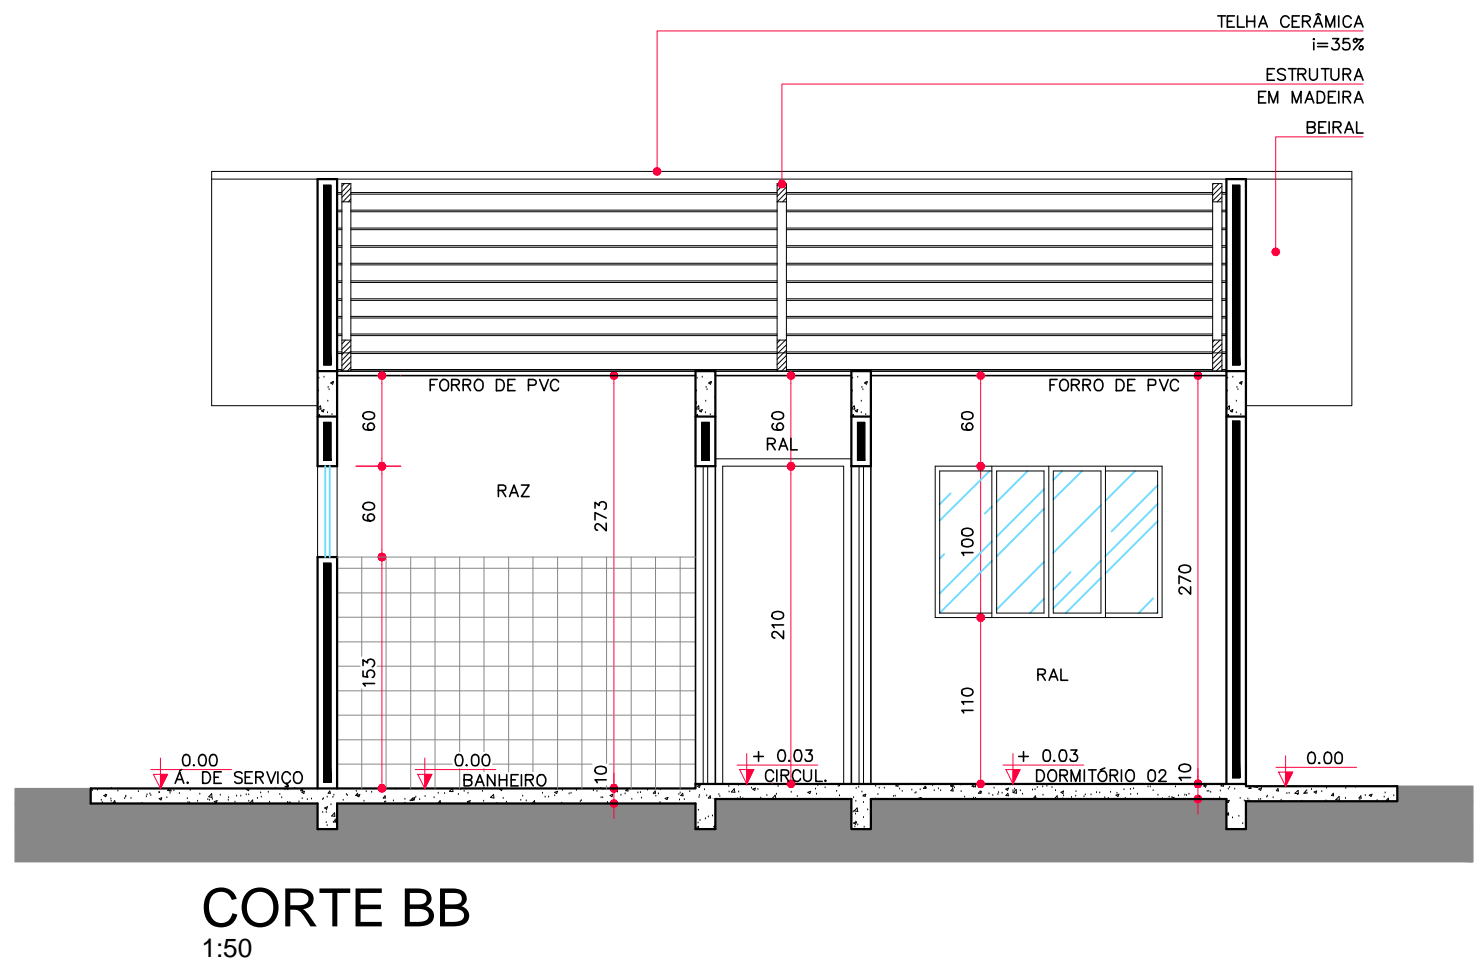 TELHA CERÂMICA
i=35%
ESTRUTURA
EM MADEIRA
BEIRAL
FORRO DE PVC
FORRO DE PVC
60
60
60
RAL
RAZ
60
273
100
270
210
153
RAL
110
0.00
Á. DE SERVIÇO
0.00
BANHEIRO
10
+ 0.03
CIRCUL.
+ 0.03
DORMITÓRIO 02
10
0.00
CORTE BB
1:50